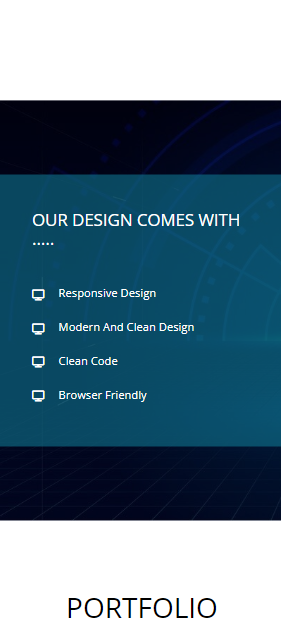 OUR DESIGN COMES WITH
.....
Responsive Design
Modern And Clean Design
Clean Code
Browser Friendly
PORTFOLIO